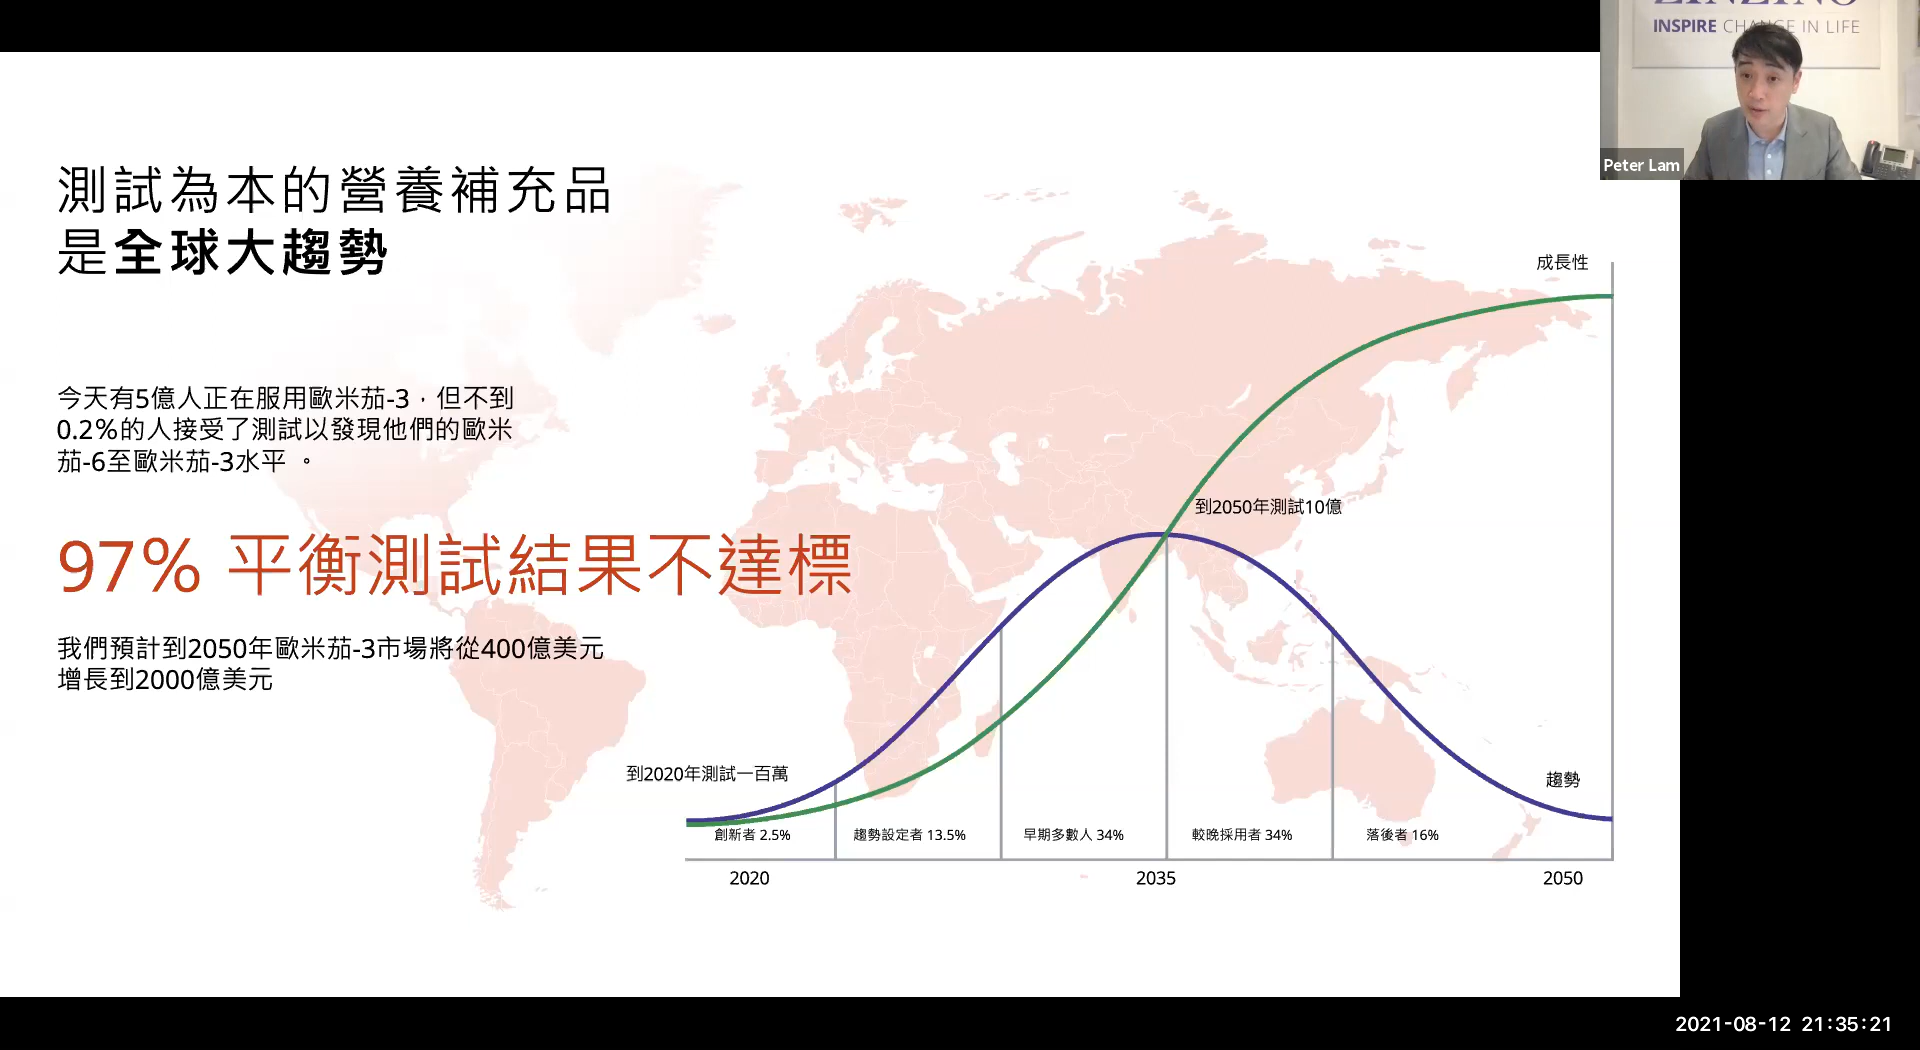 INSPIRE CHANGE IN LIFE
Peter Lam
測試為本的營養補充品
是全球大趨勢
今天有5億人正在服用歐米茄-3，但不到
0.2%的人接受了測試以發現他們的歐米
茄-6至歐米茄-3水平 。
97% 平衡測試結果不達標
我們預計到2050年歐米茄-3市場將從400億美元
增長到2000億美元
成長性
到2050年測試10億
到2020年測試一百萬
趨勢
創新者 2.5%
趨勢設定者 13.5%
早期多數人 34%
較晚採用者 34%
落後者 16%
2020
2035
2050
2021-08-12 21:35:21